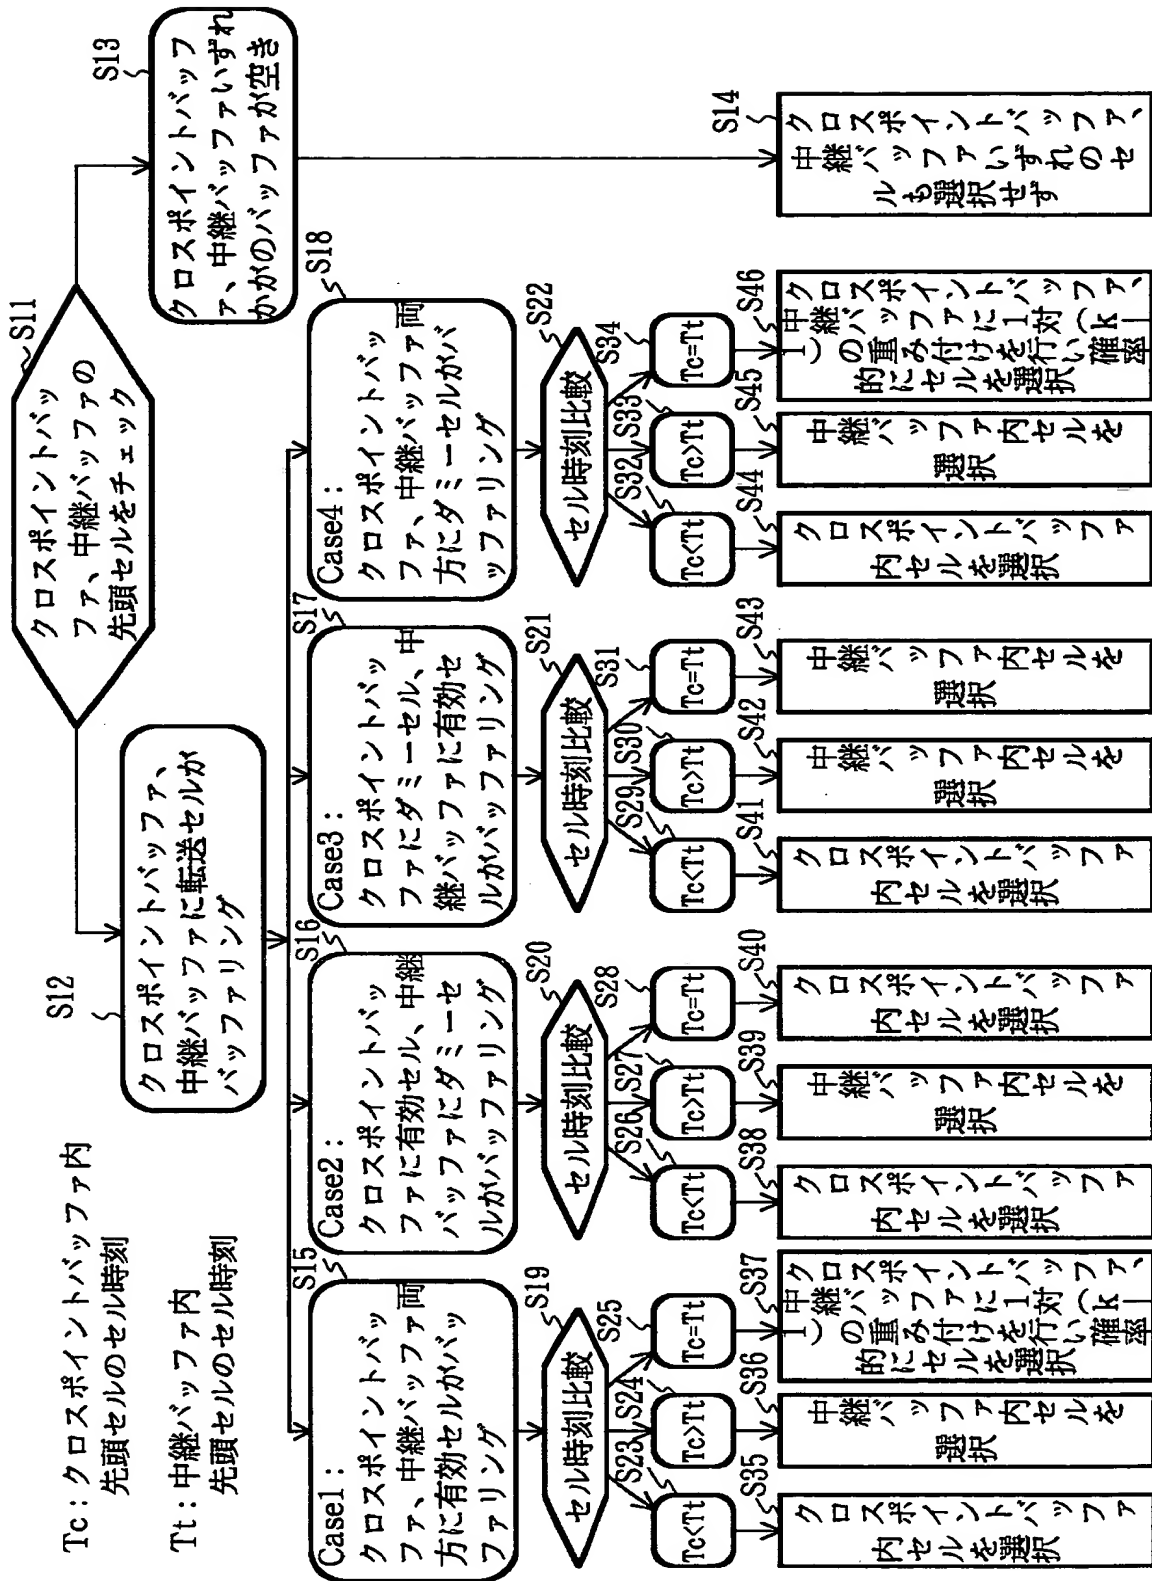 Tc：クロスポイントバッファ内
先頭セルのセル時刻
Tt：中継バッファ内
先頭セルのセル時刻
S11
クロスポイントバッ
ファ、中継バッファの
先頭セルをチェック
S12
クロスポイントバッファ、
中継バッファに転送セルが
バッファリング
S13
クロスポイントバッフ
ァ、中継バッファいずれ
かがのバッファが空き
S14
クロスポイントバッファ、
中継バッファいずれのセ
ルも選択せず
S15
Case1：
クロスポイントバッ
ファ、中継バッファ両
方に有効セルがバッ
ファリング
S16
Case2：
クロスポイントバッ
ファに有効セル、中継
バッファにダミーセ
ルがバッファリング
S17
Case3：
クロスポイントバッ
ファにダミーセル、中
継バッファに有効セ
ルがバッファリング
S18
Case4：
クロスポイントバッ
ファ、中継バッファ両
方にダミーセルがバ
ッファリング
S19
セル時刻比較
S20
セル時刻比較
S21
セル時刻比較
S22
セル時刻比較
S23
Tc<Tt
S24
Tc>Tt
S25
Tc=Tt
S26
Tc<Tt
S27
Tc>Tt
S28
Tc=Tt
S29
Tc<Tt
S30
Tc>Tt
S31
Tc=Tt
S32
Tc<Tt
S33
Tc>Tt
S34
Tc=Tt
S35
クロスポイントバッファ
内セルを選択
S36
中継バッファ内セルを
選択
S37
クロスポイントバッファ、
中継バッファに1対（k−
1）の重み付けを行い確率
的にセルを選択
S38
クロスポイントバッファ
内セルを選択
S39
中継バッファ内セルを
選択
S40
クロスポイントバッファ
内セルを選択
S41
クロスポイントバッファ
内セルを選択
S42
中継バッファ内セルを
選択
S43
中継バッファ内セルを
選択
S44
クロスポイントバッファ
内セルを選択
S45
中継バッファ内セルを
選択
S46
クロスポイントバッファ、
中継バッファに1対（k−
1）の重み付けを行い確率
的にセルを選択